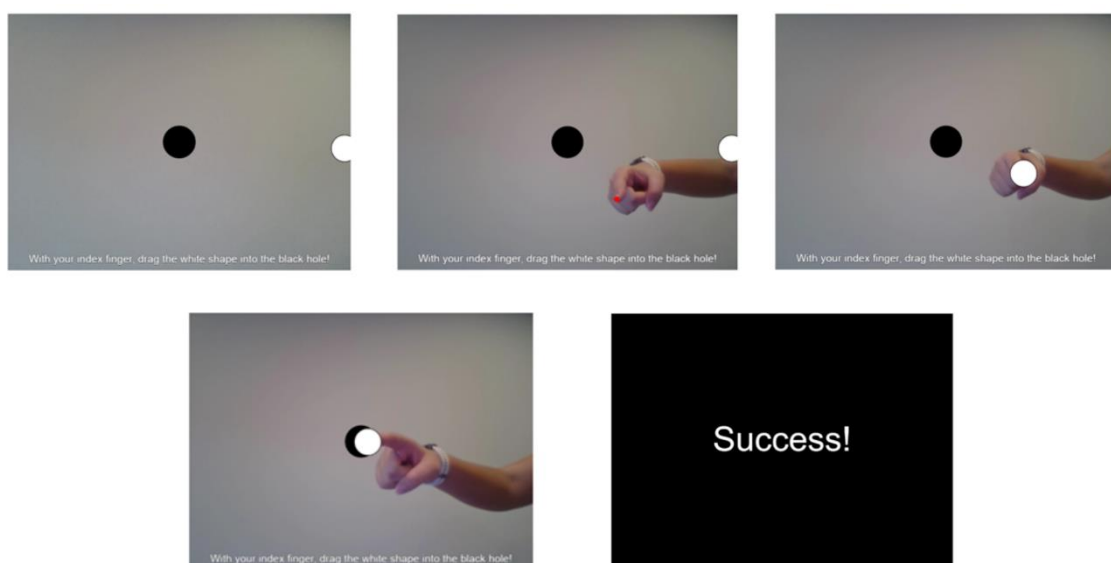 With your index finger, drag the white shape into the black hole!
With your index finger, drag the white shape into the black hole!
With your index finger, drag the white shape into the black hole!
With your index finger, drag the white shape into the black hole!
Success!